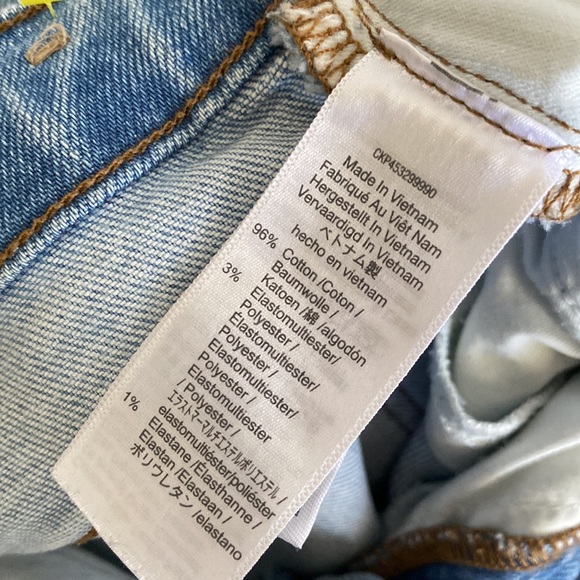 CKP453299990
Made In Vietnam
Fabriqué Au Viêt Nam
Hergestellt In Vietnam
Vervaardigd In Vietnam
ベトナム製
hecho en vietnam
96% Cotton /Coton /
Baumwolle /
Katoen /綿 /algodón
3% Elastomultiester /
Polyester /
Élastomultiester/
Polyester /
Elastomultiester/
Polyester /
Elastomultiester
/ Polyester /
エラストマールチエステルポリエステル /
elastomultiéster/poliéster
1% Elastane /Élasthanne /
Elastan /Elastaan /
ポリウレタン /elastano